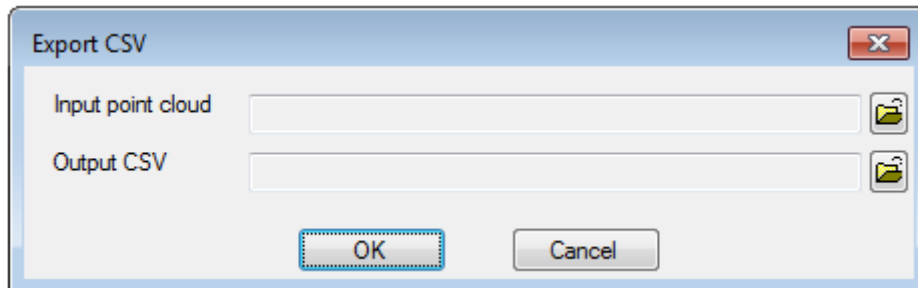 Export CSV
Input point cloud
Output CSV
OK Cancel